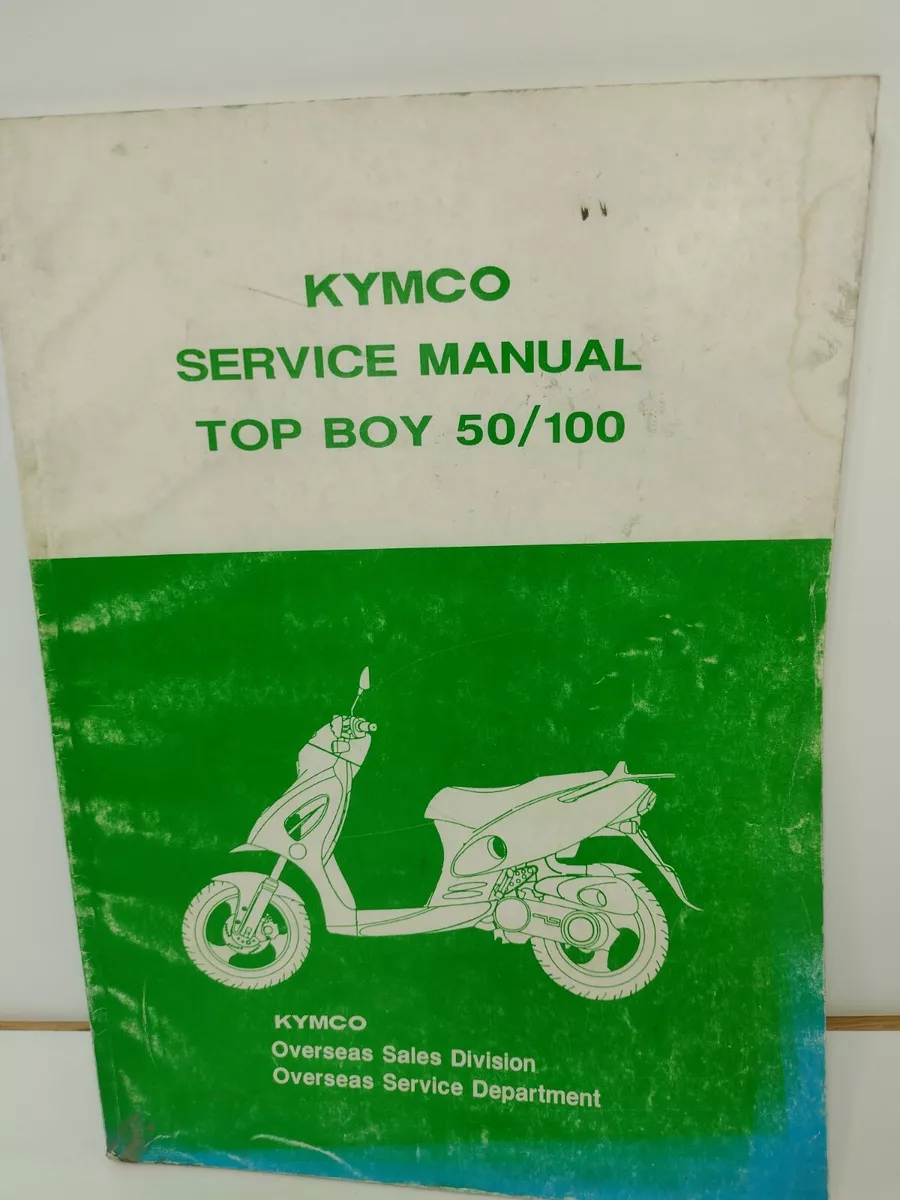 KYMCO
SERVICE MANUAL
TOP BOY 50/100
KYMCO
Overseas Sales Division
Overseas Service Department